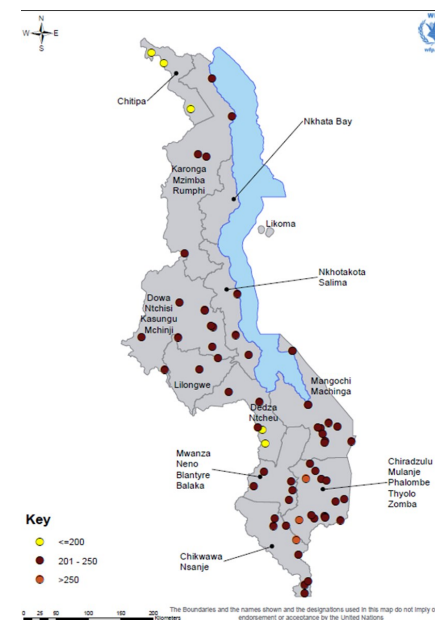 N
W E
S
wfp
Chitipa
Nkhata Bay
Karonga
Mzimba
Rumphi
Likoma
Nkhotakota
Salima
Dowa
Ntchisi
Kasungu
Mchinji
Mangochi
Machinga
Lilongwe
Dedza
Ntcheu
Mwanza
Neno
Blantyre
Balaka
Chiradzulu
Mulanje
Phalombe
Thyolo
Zomba
Key
<=200
201 - 250
>250
Chikwawa
Nsanje
0 25 50 100 150 200
Kilometers
The Boundaries and the names shown and the designations used in this map do not imply o
endorsement or acceptance by the United Nations